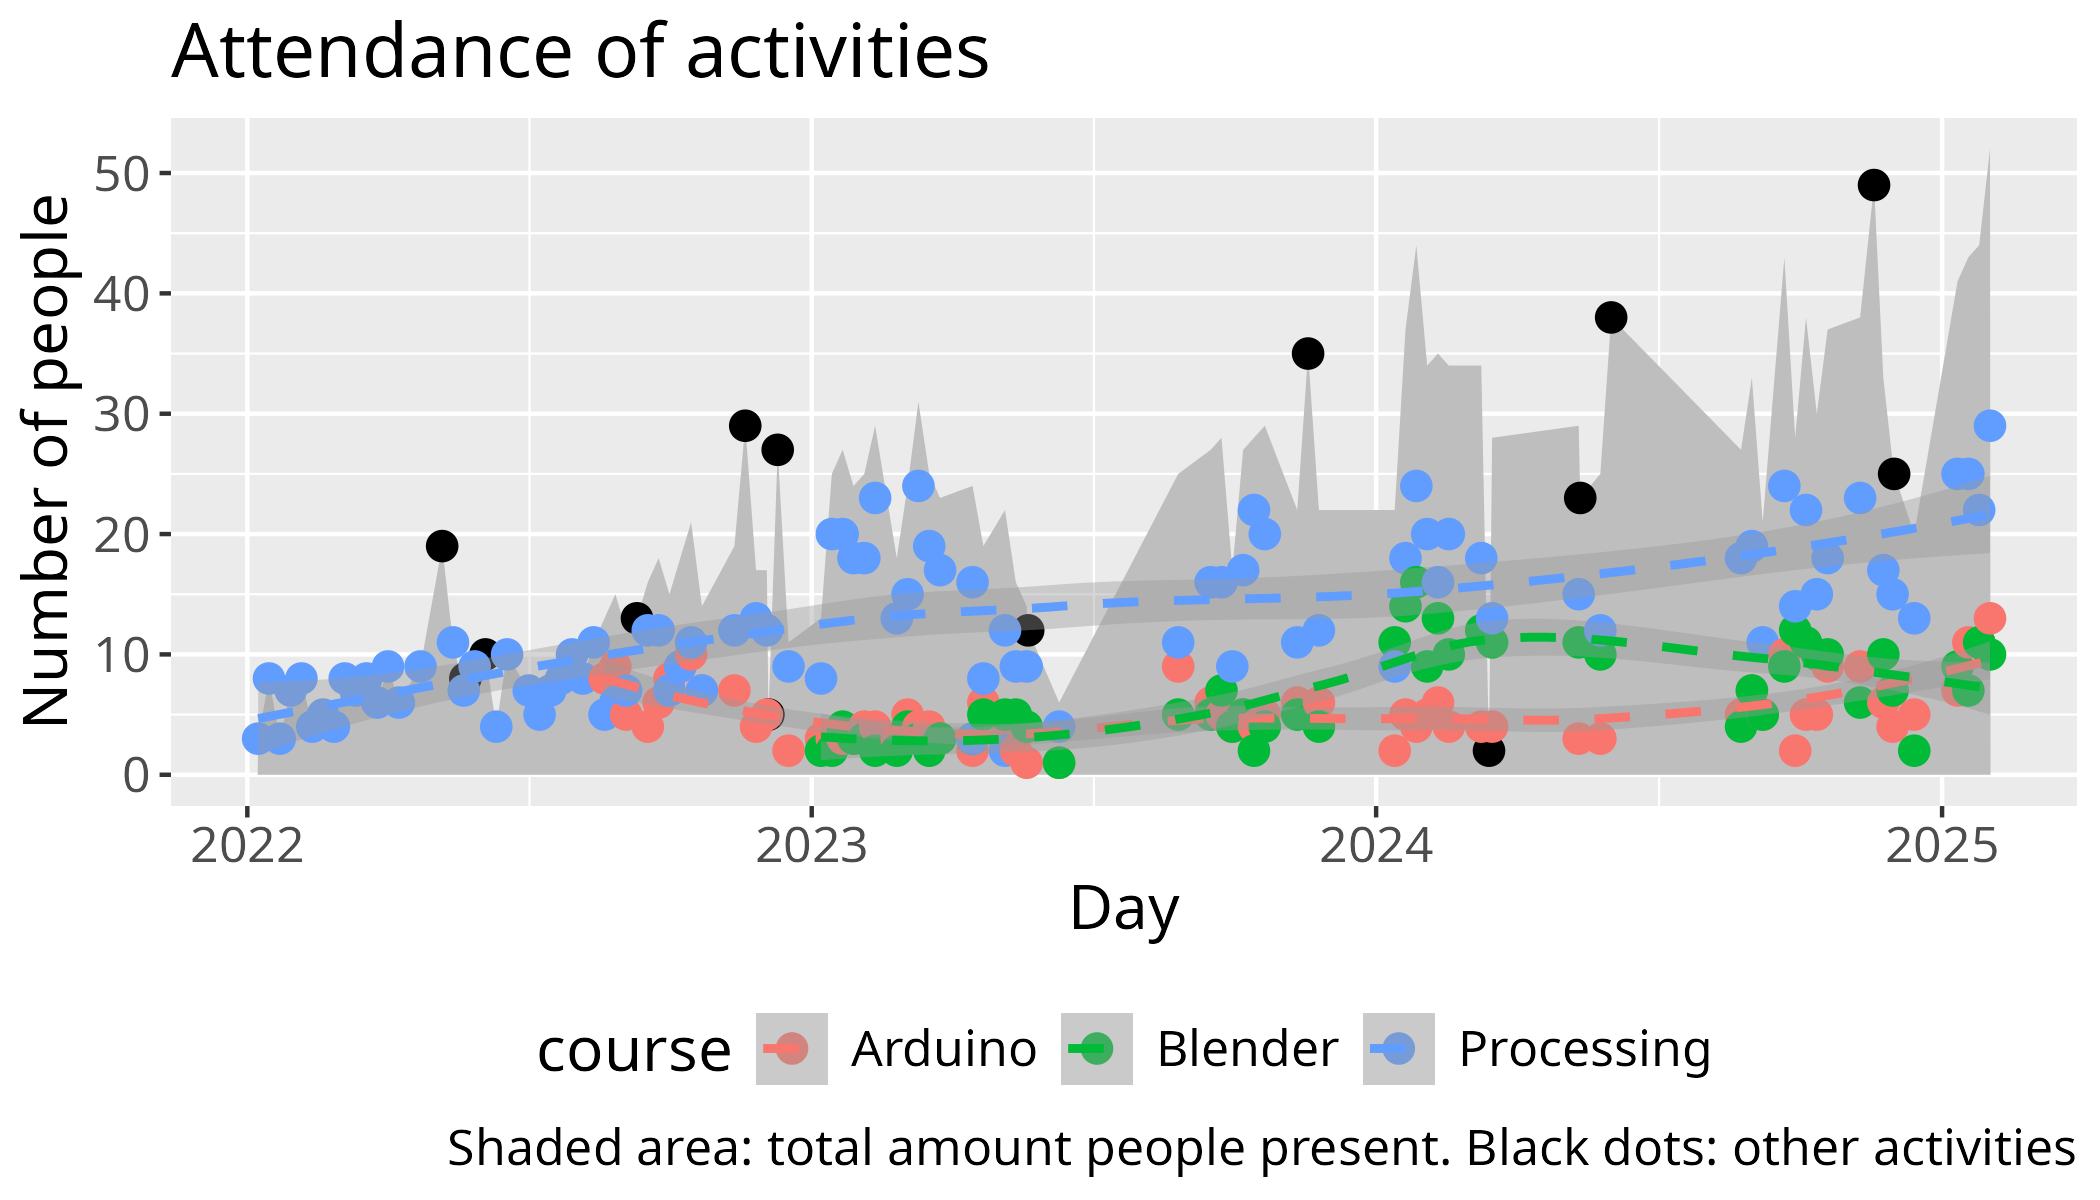 Attendance of activities
Number of people
50
40
30
20
10
0
2022 2023 2024 2025
Day
course Arduino Blender Processing
Shaded area: total amount people present. Black dots: other activities